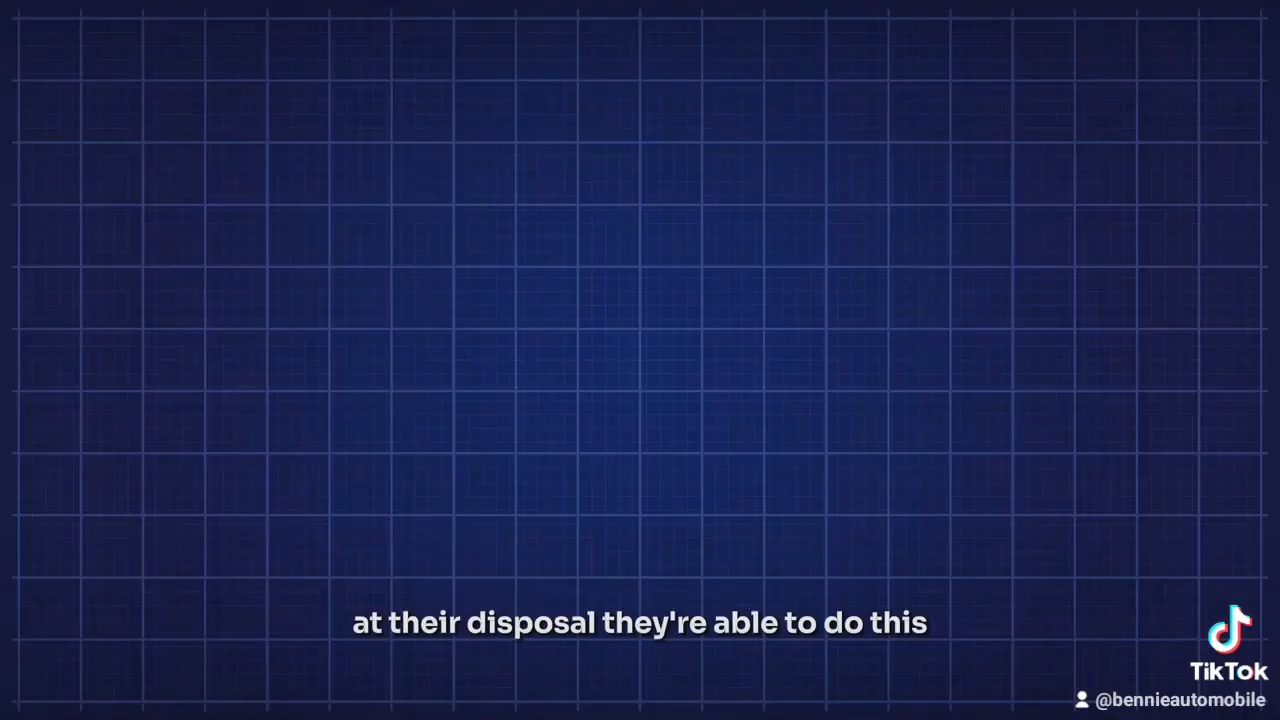 at their disposal they're able to do this
TikTok
@bennieautomobile